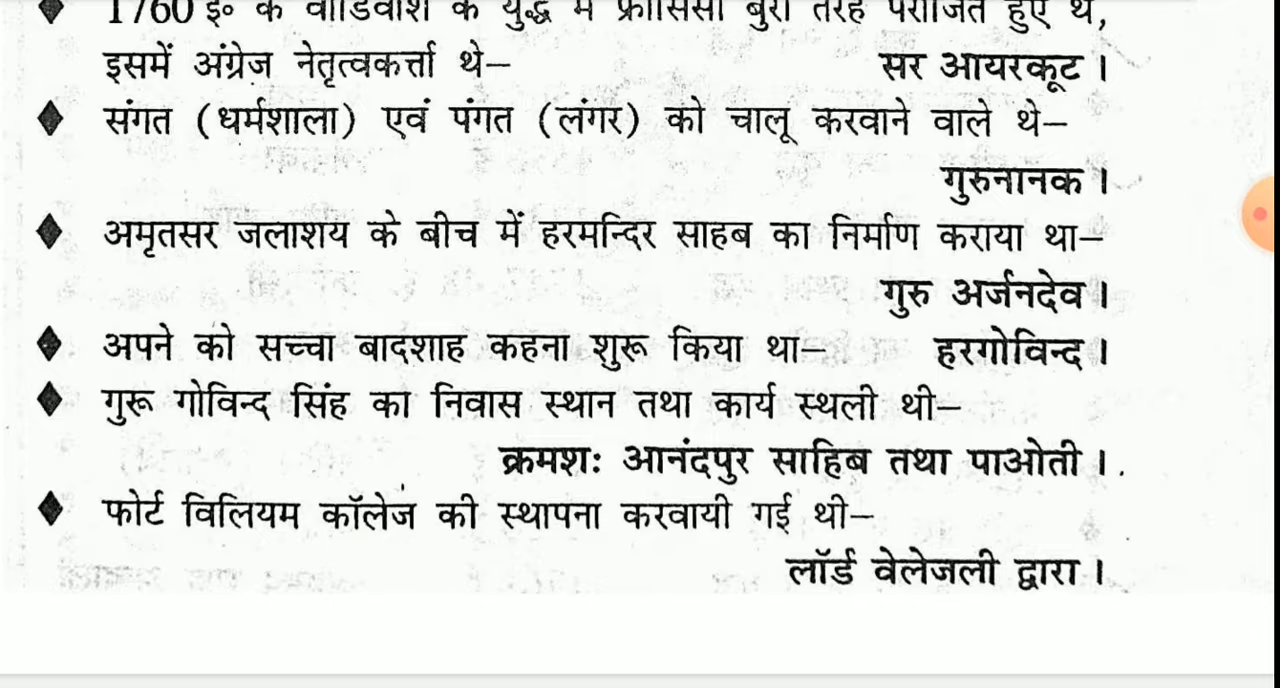 1760 ई० के वांडिवाश के युद्ध में फ्रांसिसी बुरी तरह पराजित हुए थे,
इसमें अंग्रेज नेतृत्वकर्त्ता थे– सर आयरकूट ।
♦ संगत (धर्मशाला) एवं पंगत (लंगर) को चालू करवाने वाले थे–
गुरुनानक ।
♦ अमृतसर जलाशय के बीच में हरमन्दिर साहब का निर्माण कराया था–
गुरु अर्जनदेव ।
♦ अपने को सच्चा बादशाह कहना शुरू किया था– हरगोविन्द ।
♦ गुरू गोविन्द सिंह का निवास स्थान तथा कार्य स्थली थी–
क्रमशः आनंदपुर साहिब तथा पाओती ।
♦ फोर्ट विलियम कॉलेज की स्थापना करवायी गई थी–
लॉर्ड वेलेजली द्वारा ।